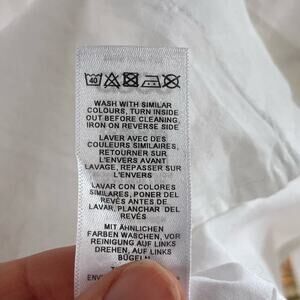 40
WASH WITH SIMILAR
COLOURS, TURN INSIDE
OUT BEFORE CLEANING,
IRON ON REVERSE SIDE
LAVER AVEC DES
COULEURS SIMILAIRES,
RETOURNER SUR
L'ENVERS AVANT
LAVAGE, REPASSER SUR
L'ENVERS
LAVAR CON COLORES
SIMILARES, PONER DEL
REVÉS ANTES DE
LAVAR, PLANCHAR DEL
REVÉS
MIT ÄHNLICHEN
FARBEN WASCHEN, VOR
REINIGUNG AUF LINKS
DREHEN, AUF LINKS
BÜGELN